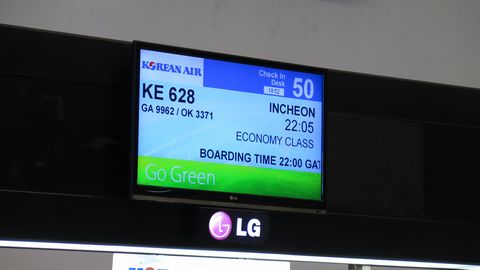 KOREAN AIR
Check In
Desk
18:52
50
KE 628
GA 9962 / OK 3371
INCHEON
22:05
ECONOMY CLASS
BOARDING TIME 22:00 GAT
Go Green
LG
LG